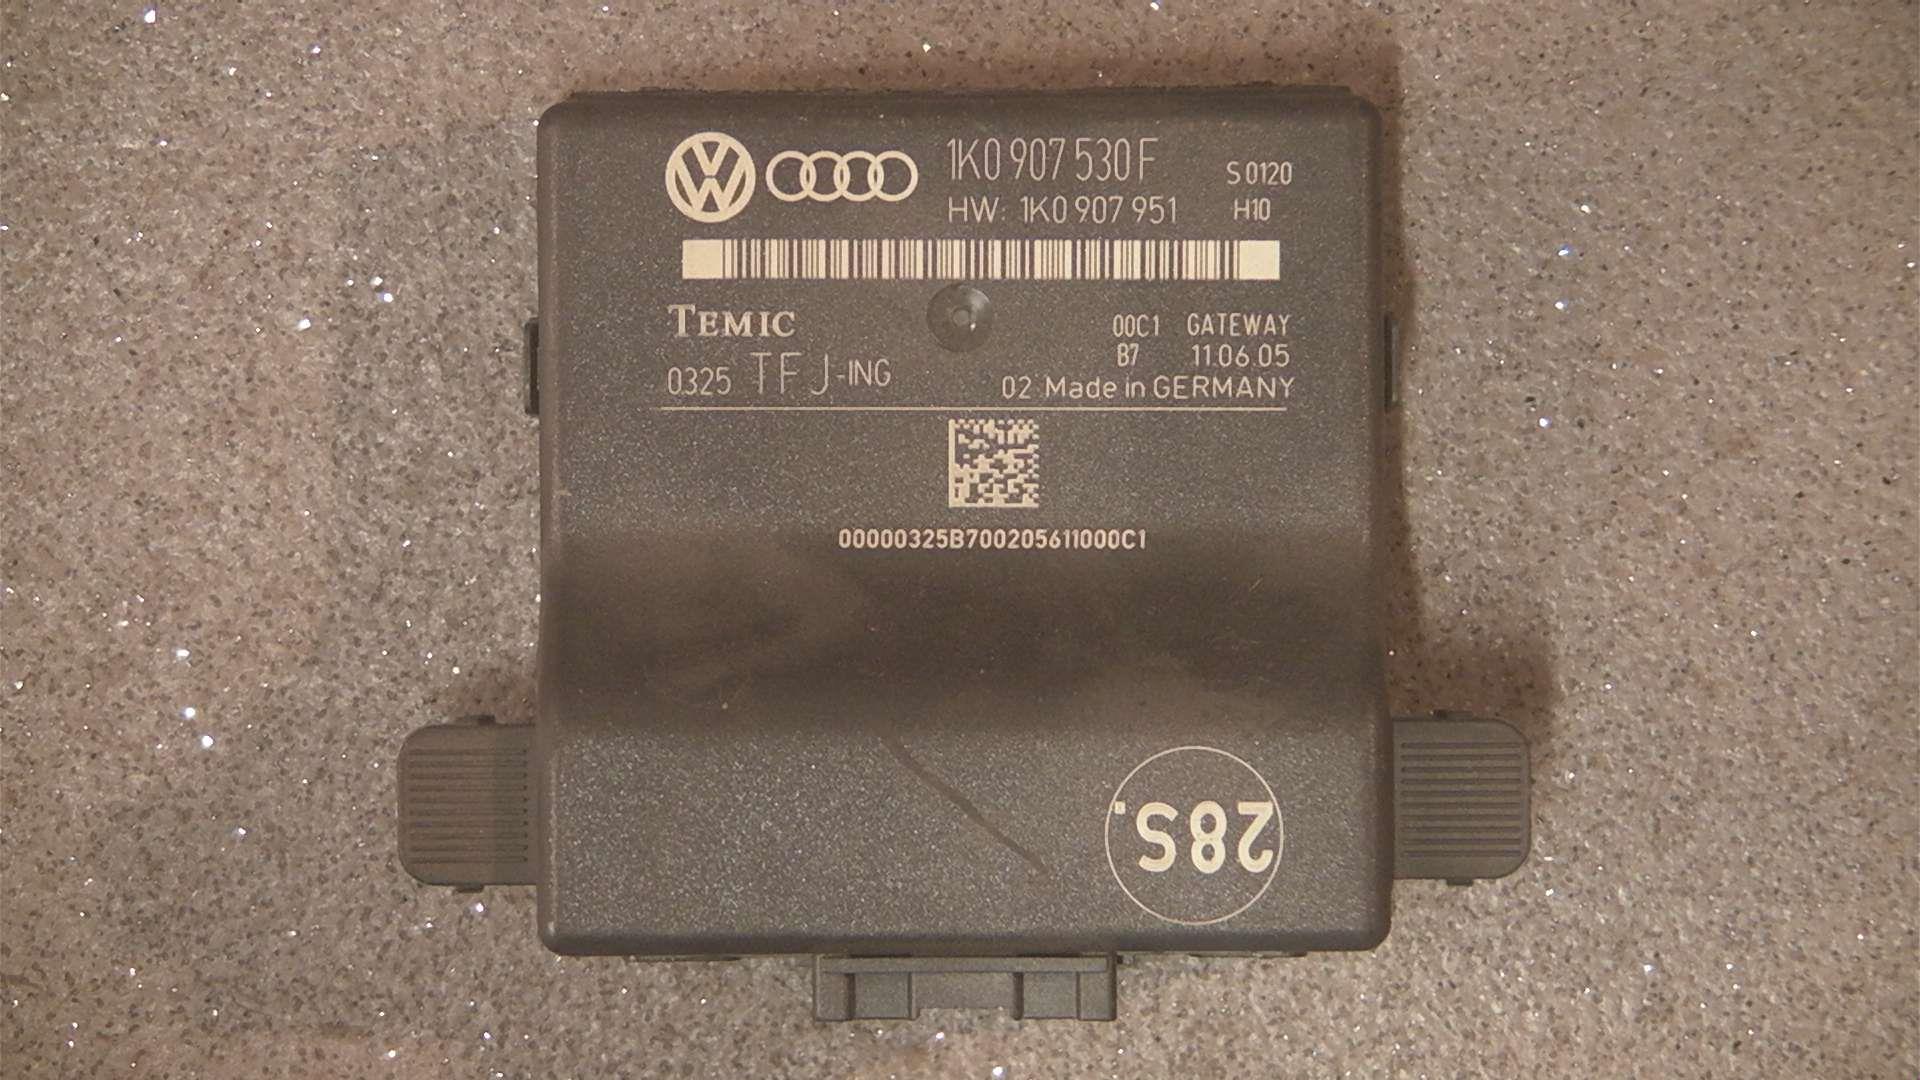 1K0 907 530 F S0120
HW: 1K0 907 951 H10
TEMIC 00C1 GATEWAY
B7 11.06.05
0325 TFJ-ING 02 Made in GERMANY
00000325B700205611000C1
28S.